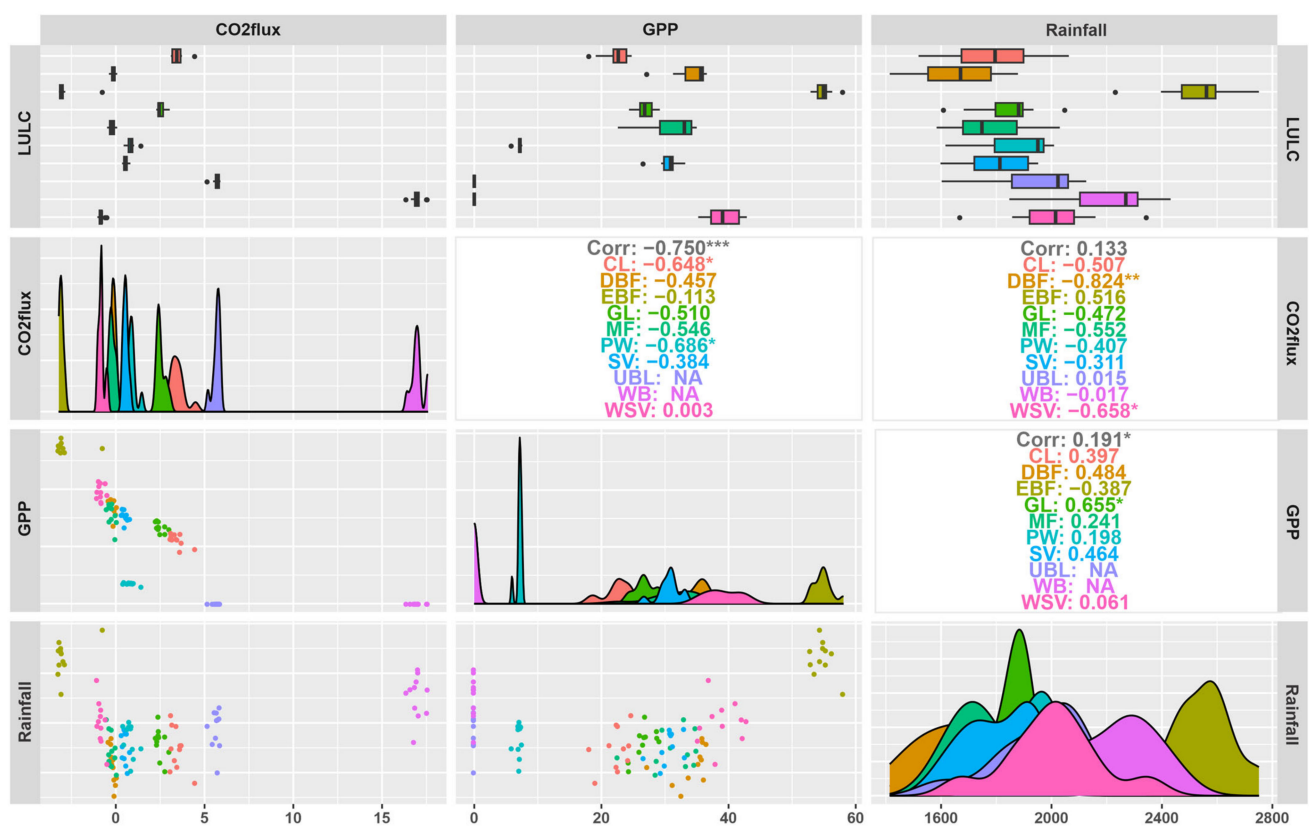 CO2flux GPP Rainfall
LULC LULC
CO2flux
Corr: −0.750***
CL: −0.648*
DBF: −0.457
EBF: −0.113
GL: −0.510
MF: −0.546
PW: −0.686*
SV: −0.384
UBL: NA
WB: NA
WSV: 0.003
Corr: 0.133
CL: −0.507
DBF: −0.824**
EBF: 0.516
GL: −0.472
MF: −0.552
PW: −0.407
SV: −0.311
UBL: 0.015
WB: −0.017
WSV: −0.658*
CO2flux
GPP
Corr: 0.191*
CL: 0.397
DBF: 0.484
EBF: −0.387
GL: 0.655*
MF: 0.241
PW: 0.198
SV: 0.464
UBL: NA
WB: NA
WSV: 0.061
GPP
Rainfall Rainfall
0 5 10 15 0 20 40 60 1600 2000 2400 2800